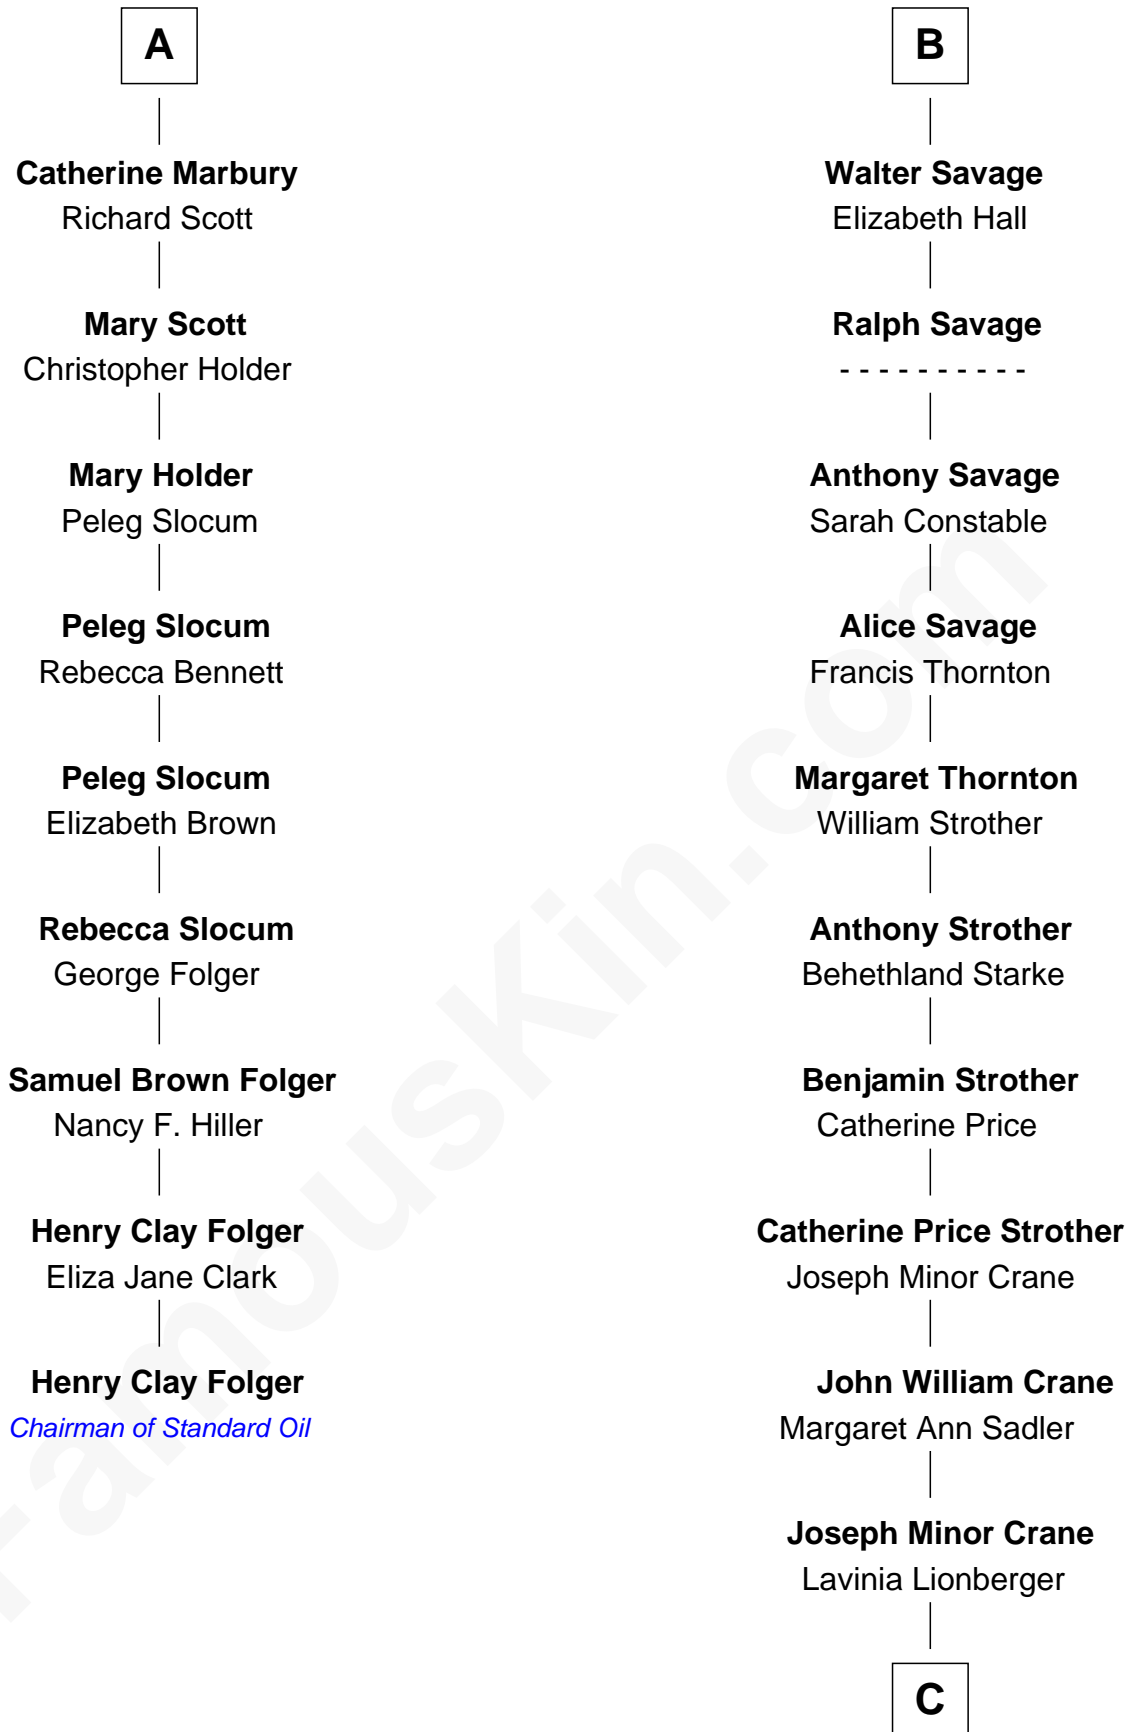 A
Catherine Marbury
Richard Scott
Mary Scott
Christopher Holder
Mary Holder
Peleg Slocum
Peleg Slocum
Rebecca Bennett
Peleg Slocum
Elizabeth Brown
Rebecca Slocum
George Folger
Samuel Brown Folger
Nancy F. Hiller
Henry Clay Folger
Eliza Jane Clark
Henry Clay Folger
Chairman of Standard Oil
B
Walter Savage
Elizabeth Hall
Ralph Savage
- - - - - - - - - -
Anthony Savage
Sarah Constable
Alice Savage
Francis Thornton
Margaret Thornton
William Strother
Anthony Strother
Behethland Starke
Benjamin Strother
Catherine Price
Catherine Price Strother
Joseph Minor Crane
John William Crane
Margaret Ann Sadler
Joseph Minor Crane
Lavinia Lionberger
C
FamousKin.com